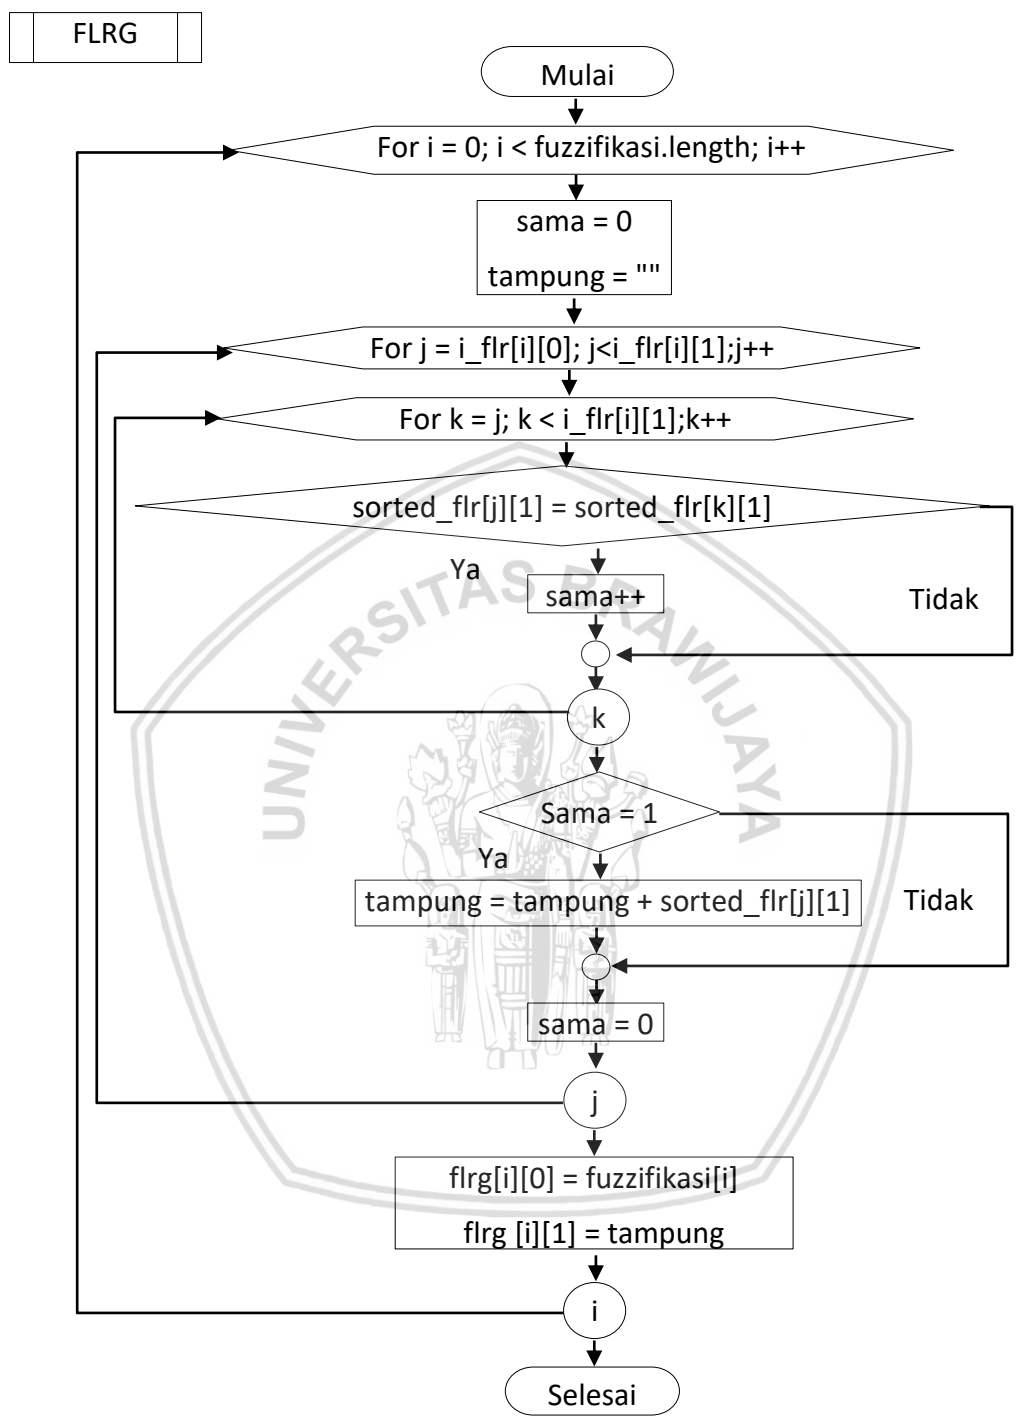 FLRG
Mulai
For i = 0; i < fuzzifikasi.length; i++
sama = 0
tampung = ""
For j = i_flr[i][0]; j<i_flr[i][1];j++
For k = j; k < i_flr[i][1];k++
sorted_flr[j][1] = sorted_flr[k][1]
Ya
sama++
Tidak
k
Sama = 1
Ya
tampung = tampung + sorted_flr[j][1]
Tidak
sama = 0
j
flrg[i][0] = fuzzifikasi[i]
flrg [i][1] = tampung
i
Selesai
UNIVERSITAS BRAWIJAYA